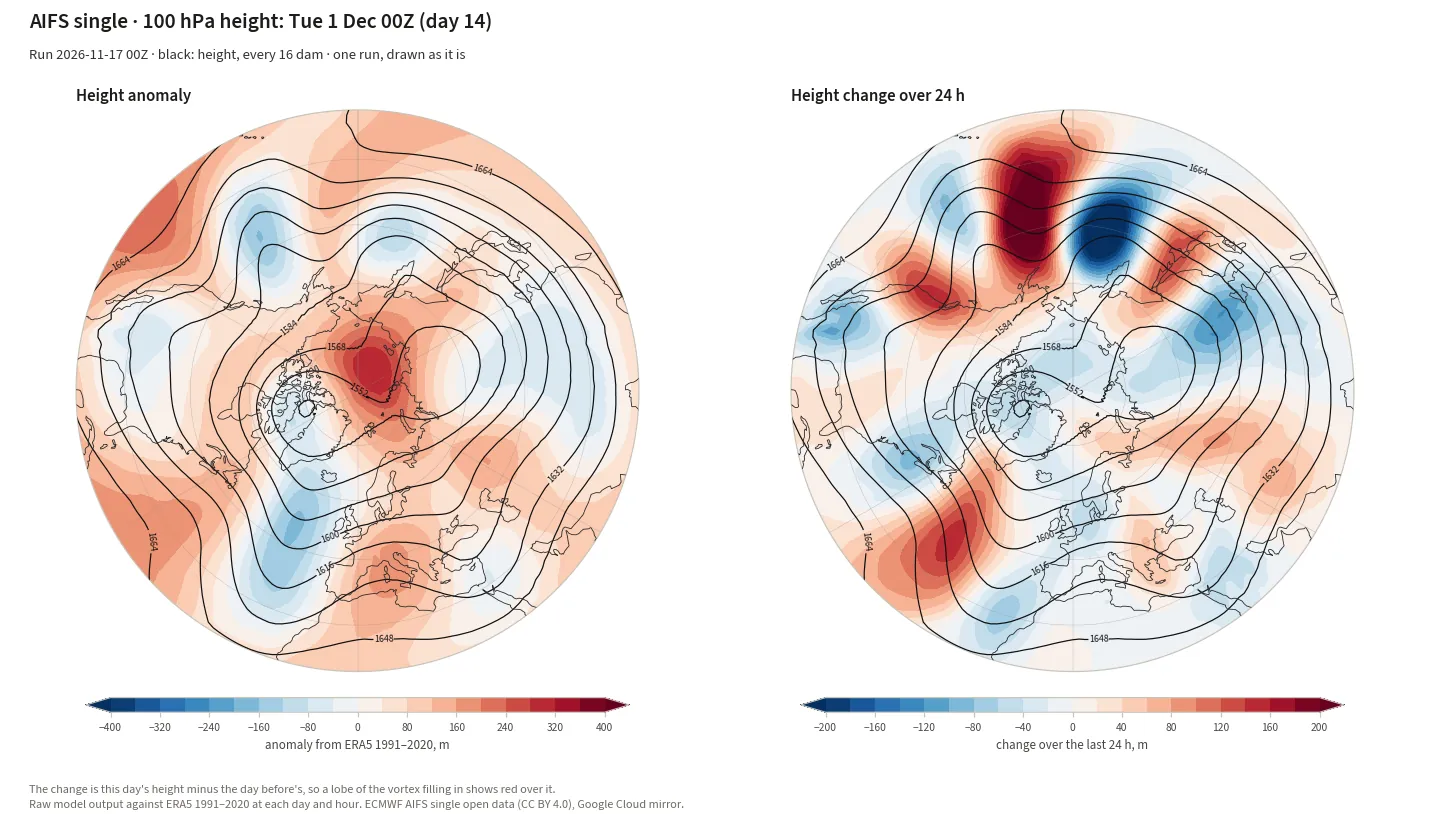 AIFS single · 100 hPa height: Tue 1 Dec 00Z (day 14)
Run 2026-11-17 00Z · black: height, every 16 dam · one run, drawn as it is
Height anomaly
Height change over 24 h
1664
1664
1584
1568
1552
1632
1664
1600
1616
1648
1664
1664
1584
1568
1552
1632
1664
1600
1616
1648
−400 −320 −240 −160 −80 0 80 160 240 320 400
anomaly from ERA5 1991–2020, m
−200 −160 −120 −80 −40 0 40 80 120 160 200
change over the last 24 h, m
The change is this day's height minus the day before's, so a lobe of the vortex filling in shows red over it.
Raw model output against ERA5 1991–2020 at each day and hour. ECMWF AIFS single open data (CC BY 4.0), Google Cloud mirror.